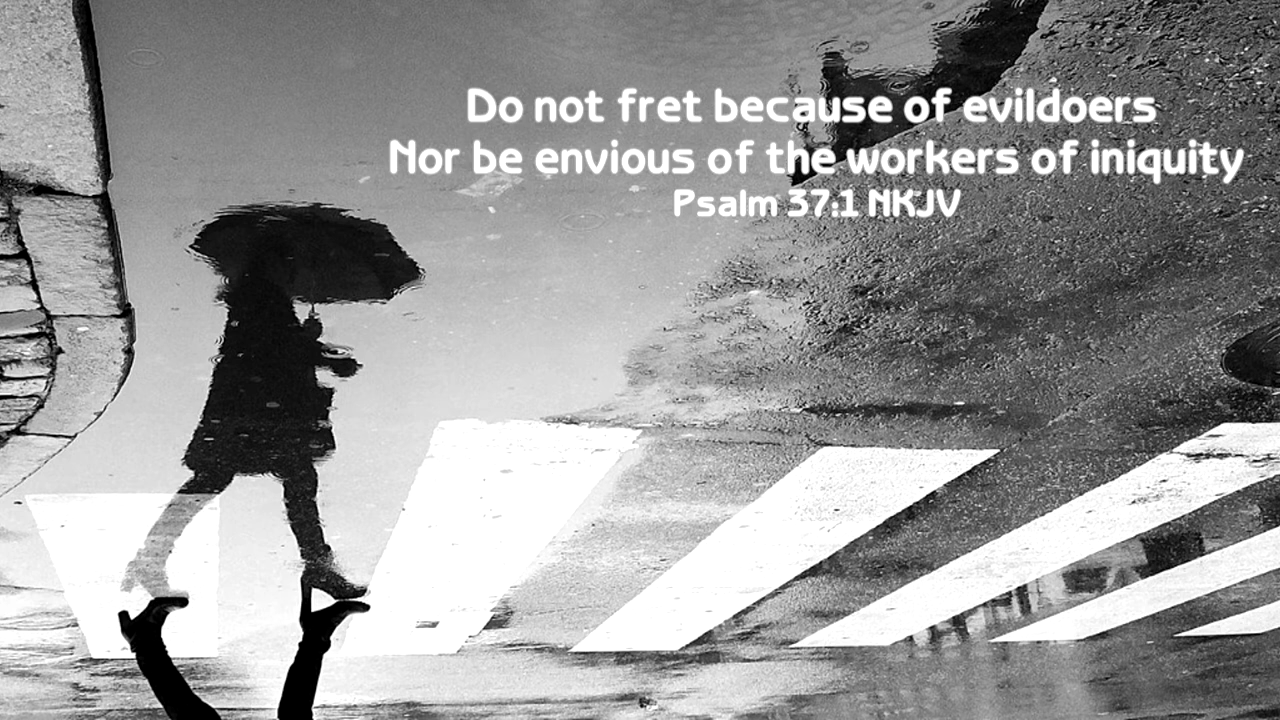 Do not fret because of evildoers
Nor be envious of the workers of iniquity
Psalm 37:1 NKJV